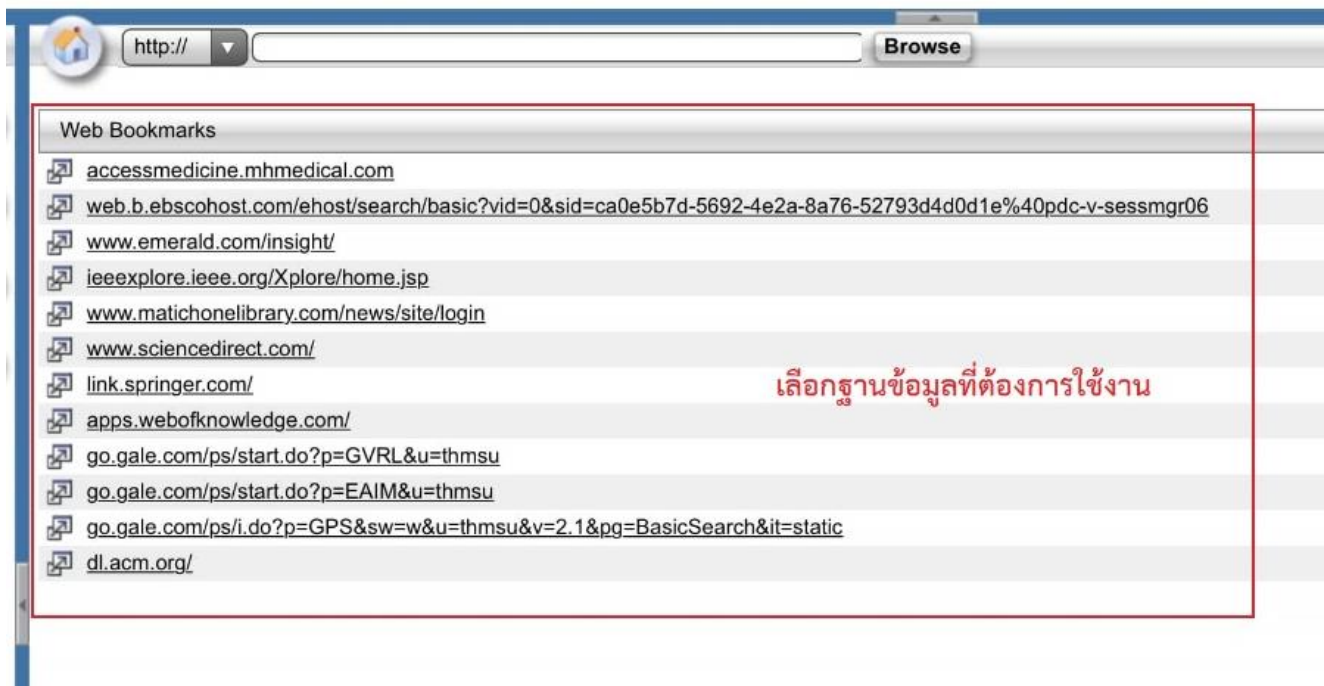 http://
Browse
Web Bookmarks
accessmedicine.mhmedical.com
web.b.ebscohost.com/ehost/search/basic?vid=0&sid=ca0e5b7d-5692-4e2a-8a76-52793d4d0d1e%40pdc-v-sessmgr06
www.emerald.com/insight/
ieeexplore.ieee.org/Xplore/home.jsp
www.matichonelibrary.com/news/site/login
www.sciencedirect.com/
link.springer.com/
เลือกฐานข้อมูลที่ต้องการใช้งาน
apps.webofknowledge.com/
go.gale.com/ps/start.do?p=GVRL&u=thmsu
go.gale.com/ps/start.do?p=EAIM&u=thmsu
go.gale.com/ps/i.do?p=GPS&sw=w&u=thmsu&v=2.1&pg=BasicSearch&it=static
dl.acm.org/